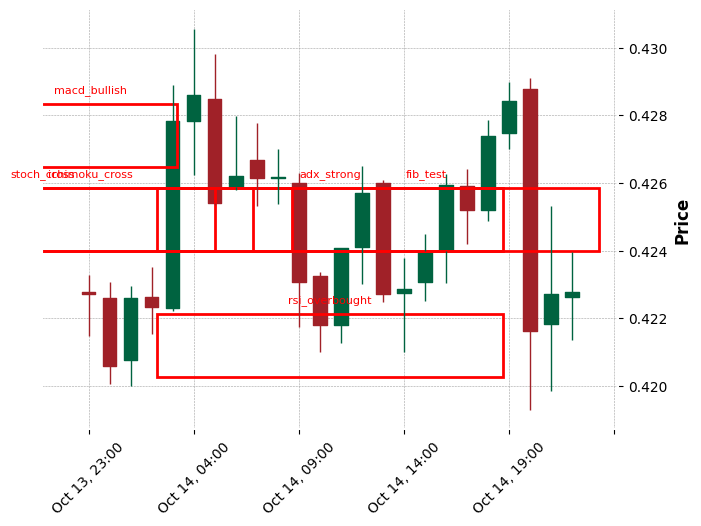 macd_bullish
stoch_cross
ichimoku_cross
adx_strong
fib_test
rsi_overbought
0.430
0.428
0.426
0.424
0.422
0.420
Price
Oct 13, 23:00
Oct 14, 04:00
Oct 14, 09:00
Oct 14, 14:00
Oct 14, 19:00